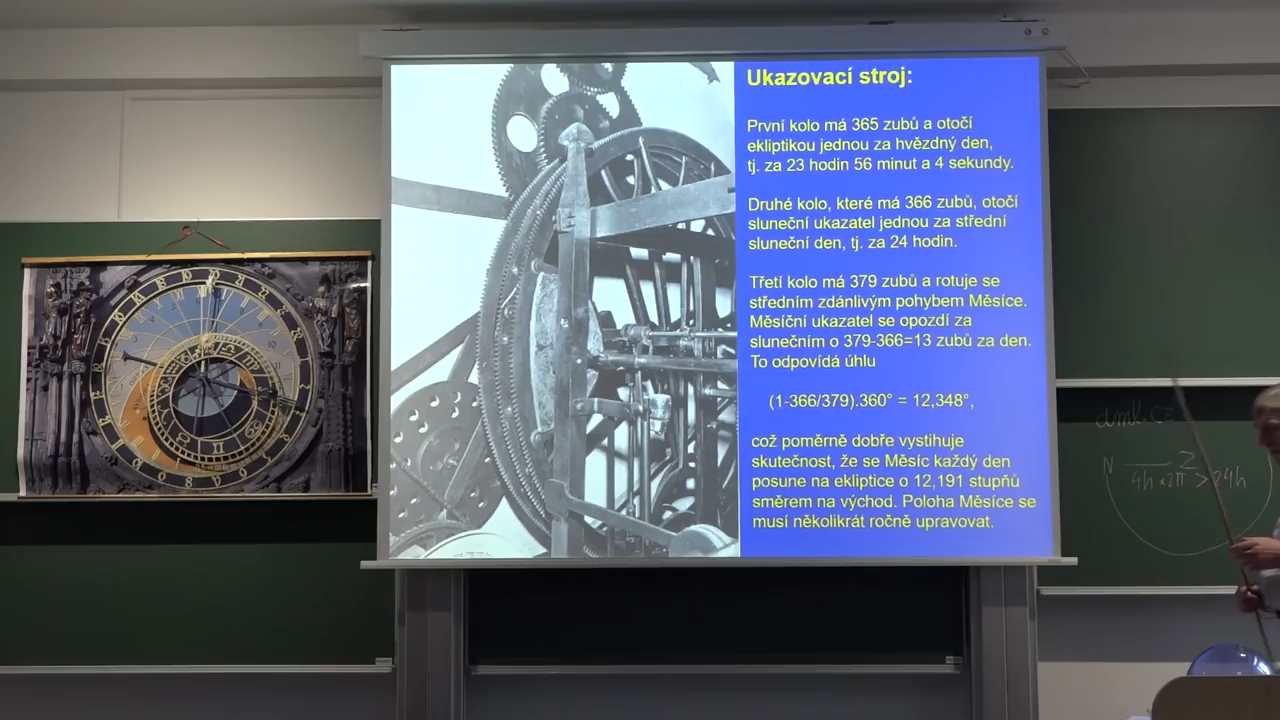 Ukazovací stroj:
První kolo má 365 zubů a otočí
ekliptikou jednou za hvězdný den,
tj. za 23 hodin 56 minut a 4 sekundy.
Druhé kolo, které má 366 zubů, otočí
sluneční ukazatel jednou za střední
sluneční den, tj. za 24 hodin.
Třetí kolo má 379 zubů a rotuje se
středním zdánlivým pohybem Měsíce.
Měsíční ukazatel se opozdí za
slunečním o 379-366=13 zubů za den.
To odpovídá úhlu
(1-366/379).360° = 12,348°,
což poměrně dobře vystihuje
skutečnost, že se Měsíc každý den
posune na ekliptice o 12,191 stupňů
směrem na východ. Poloha Měsíce se
musí několikrát ročně upravovat.
dml.cz